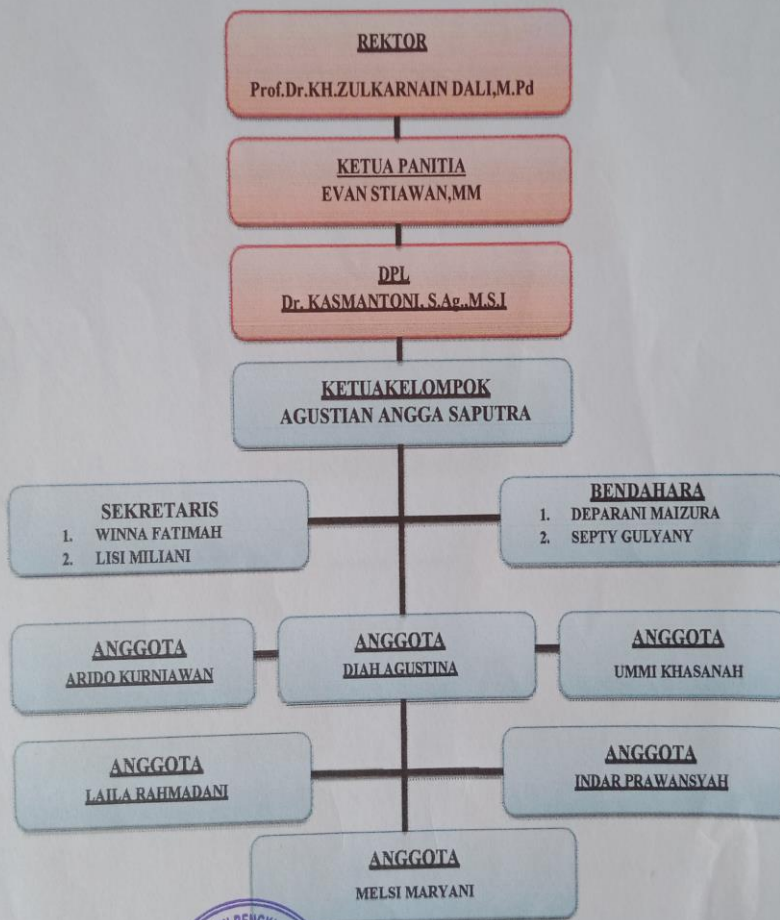 REKTOR
Prof.Dr.KH.ZULKARNAIN DALI,M.Pd
KETUA PANITIA
EVAN STIAWAN,MM
DPL
Dr. KASMANTONI, S.Ag.,M.S.I
KETUAKELOMPOK
AGUSTIAN ANGGA SAPUTRA
SEKRETARIS
1. WINNA FATIMAH
2. LISI MILIANI
BENDAHARA
1. DEPARANI MAIZURA
2. SEPTY GULYANY
ANGGOTA
ARIDO KURNIAWAN
ANGGOTA
DIAH AGUSTINA
ANGGOTA
UMMI KHASANAH
ANGGOTA
LAILA RAHMADANI
ANGGOTA
INDAR PRAWANSYAH
ANGGOTA
MELSI MARYANI